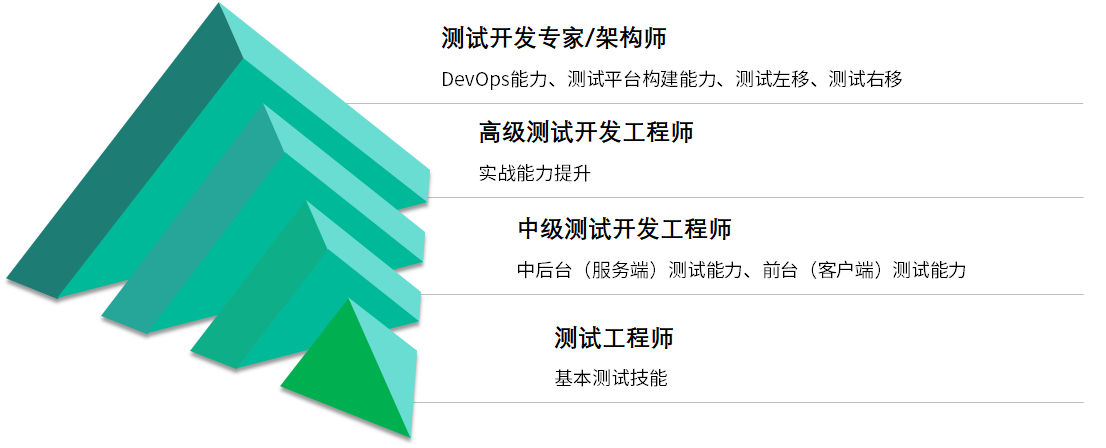 测试开发专家/架构师
DevOps能力、测试平台构建能力、测试左移、测试右移
高级测试开发工程师
实战能力提升
中级测试开发工程师
中后台（服务端）测试能力、前台（客户端）测试能力
测试工程师
基本测试技能